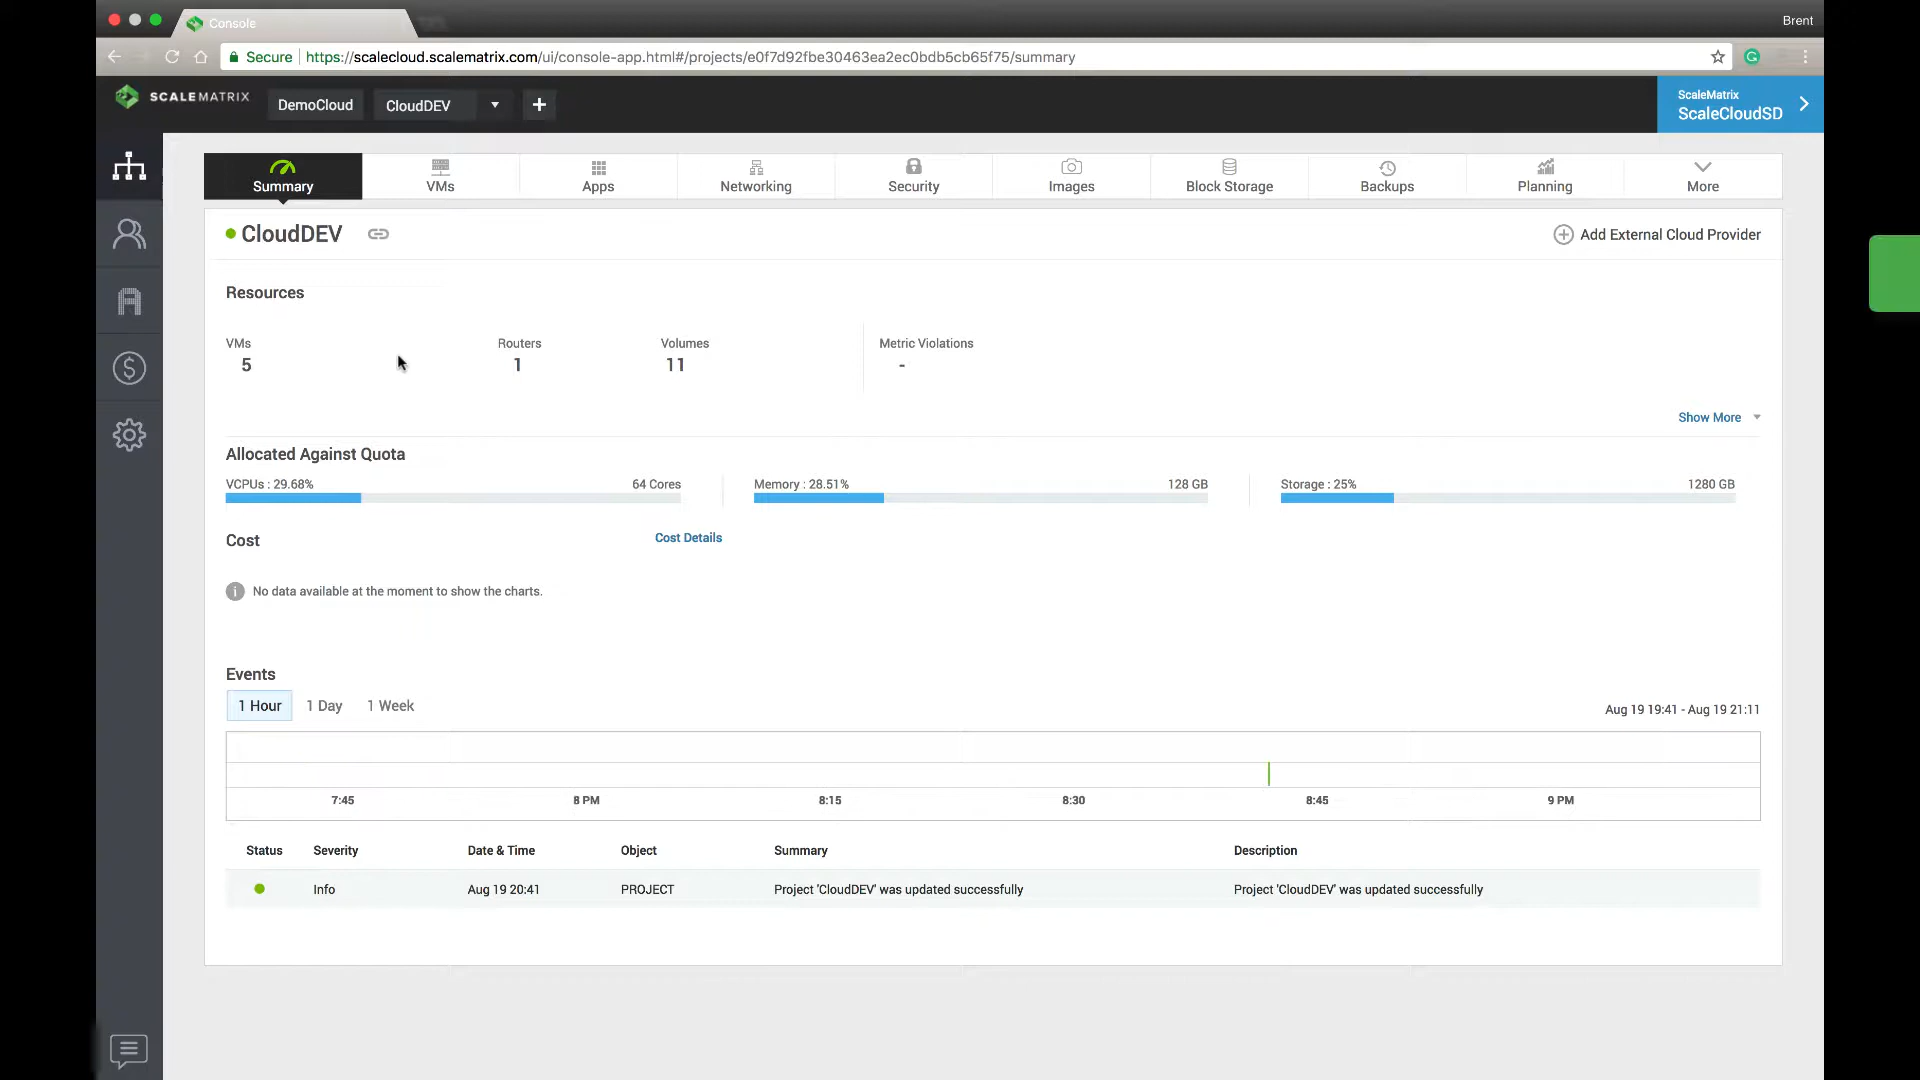 Console
Brent
Secure https://scalecloud.scalematrix.com/ui/console-app.html#/projects/e0f7d92fbe30463ea2ec0bdb5cb65f75/summary
SCALEMATRIX DemoCloud CloudDEV +
ScaleMatrix
ScaleCloudSD
Summary VMs Apps Networking Security Images Block Storage Backups Planning More
CloudDEV Add External Cloud Provider
Resources
VMs Routers Volumes Metric Violations
5 1 11 -
Show More
Allocated Against Quota
VCPUs : 29.68% 64 Cores Memory : 28.51% 128 GB Storage : 25% 1280 GB
Cost Cost Details
No data available at the moment to show the charts.
Events
1 Hour 1 Day 1 Week
Aug 19 19:41 - Aug 19 21:11
7:45 8 PM 8:15 8:30 8:45 9 PM
Status Severity Date & Time Object Summary Description
Info Aug 19 20:41 PROJECT Project 'CloudDEV' was updated successfully Project 'CloudDEV' was updated successfully